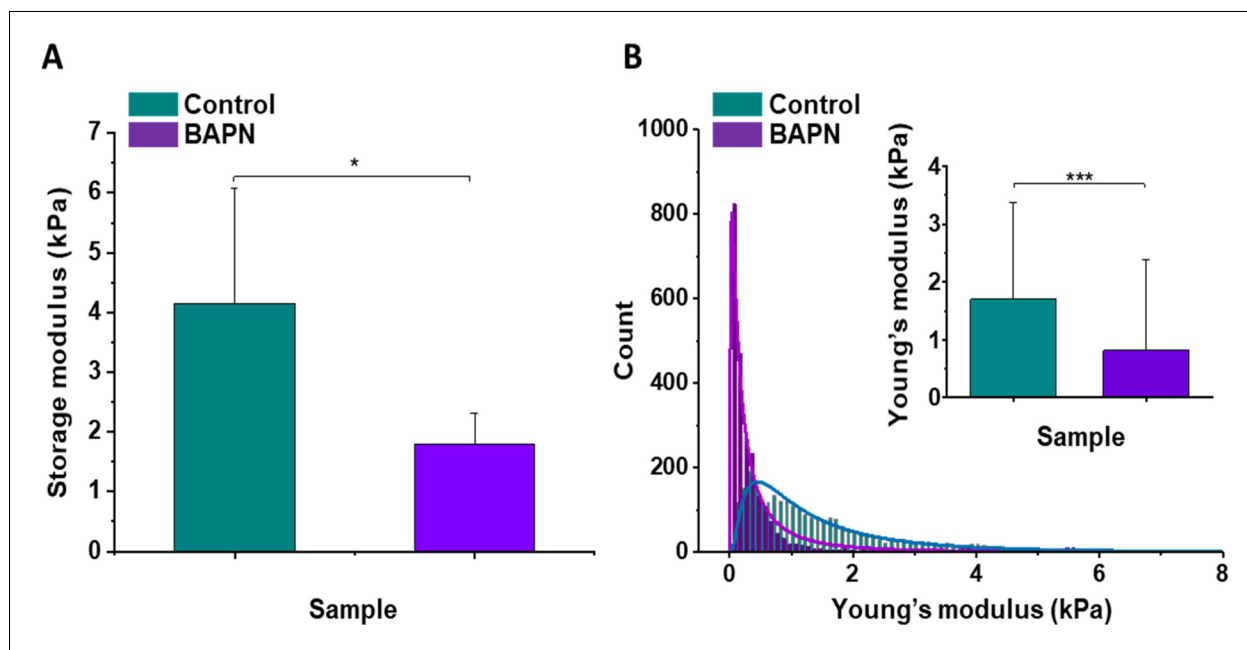 A
Control
BAPN
7
6
5
4
3
2
1
0
Storage modulus (kPa)
*
Sample
B
Control
BAPN
1000
800
600
400
200
0
Count
0 2 4 6 8
Young's modulus (kPa)
4
3
2
1
0
Young's modulus (kPa)
***
Sample